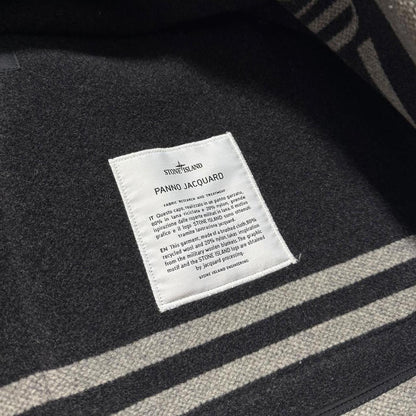 STONE ISLAND
PANNO JACQUARD
FABRIC RESEARCH AND TREATMENT
IT Questo capo, realizzato in un panno garzato,
80% in lana riciclata e 20% nylon, prende
ispirazione dalle coperte militari in lana. Il motivo
grafico e il logo STONE ISLAND sono ottenuti
tramite lavorazione jacquard.
EN This garment, made of a brushed cloth 80%
recycled wool and 20% nylon, takes inspiration
from the military woollen blankets. The graphic
motif and the STONE ISLAND logo are obtained
by jacquard processing.
STONE ISLAND ENGINEERING